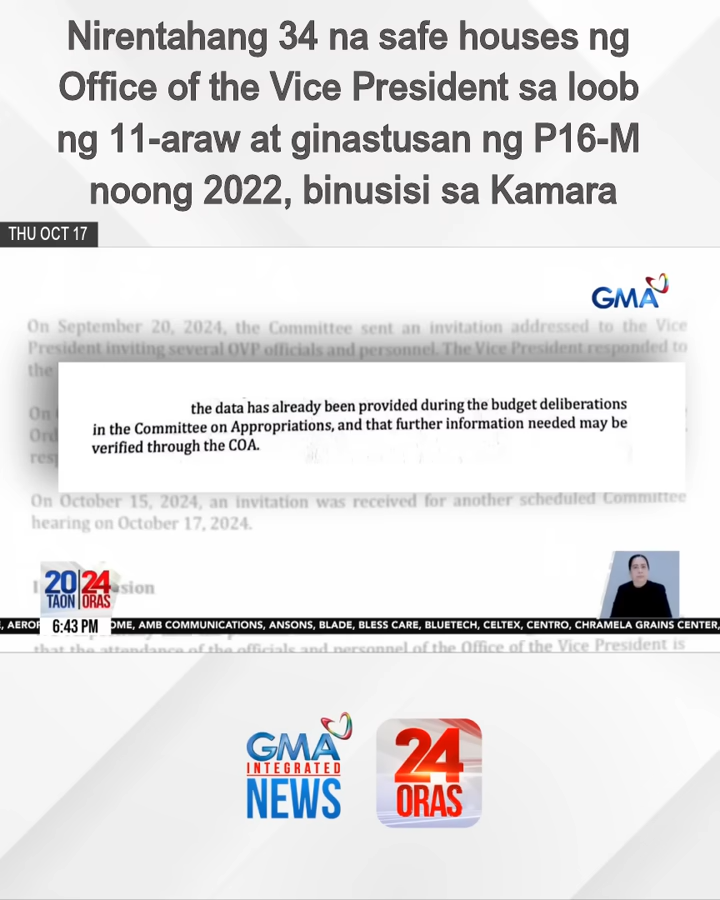 Nirentahang 34 na safe houses ng
Office of the Vice President sa loob
ng 11-araw at ginastusan ng P16-M
noong 2022, binusisi sa Kamara
THU OCT 17
GMA
On September 20, 2024, the Committee sent an invitation addressed to the Vice
President inviting several OVP officials and personnel. The Vice President responded to
the
the data has already been provided during the budget deliberations
in the Committee on Appropriations, and that further information needed may be
verified through the COA.
On October 15, 2024, an invitation was received for another scheduled Committee
hearing on October 17, 2024.
20 24
TAON ORAS
6:43 PM
AMB COMMUNICATIONS, ANSONS, BLADE, BLESS CARE, BLUETECH, CELTEX, CENTRO, CHRAMELA GRAINS CENTER,
that the attendance of the officials and personnel of the Office of the Vice President is
GMA
INTEGRATED
NEWS
24
ORAS